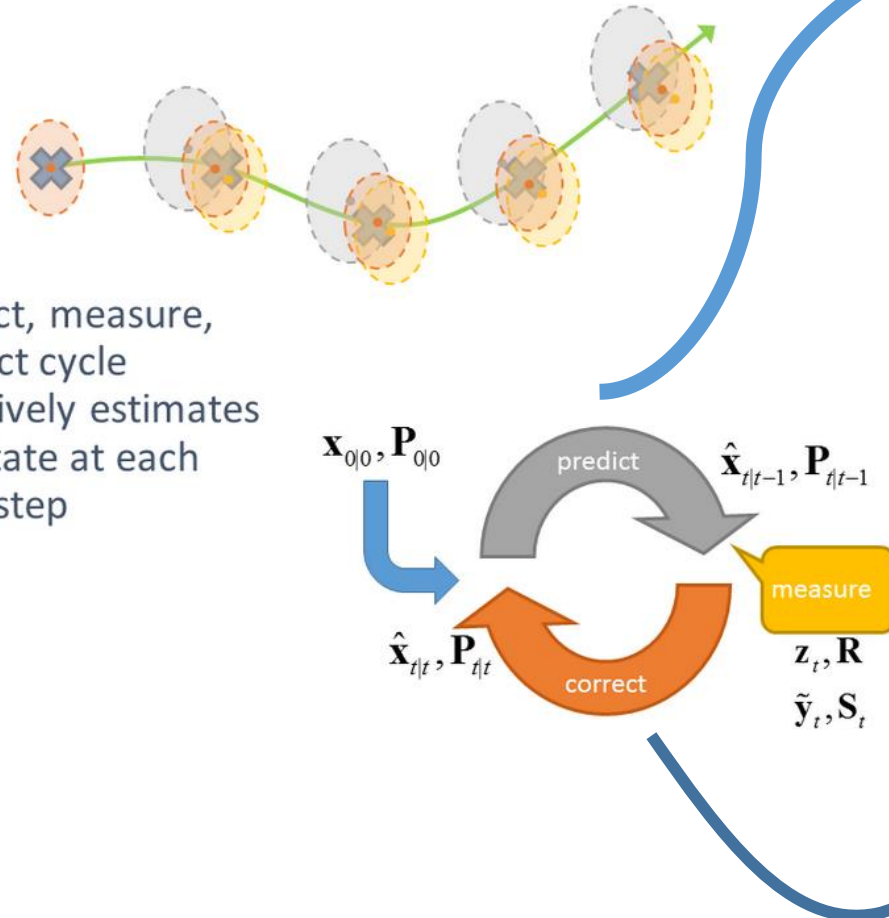 ct, measure,
ct cycle
ively estimates
tate at each
step
x₀|₀, P₀|₀
predict
x̂ₜ|ₜ₋₁, Pₜ|ₜ₋₁
measure
zₜ, R
ỹₜ, Sₜ
x̂ₜ|ₜ, Pₜ|ₜ
correct